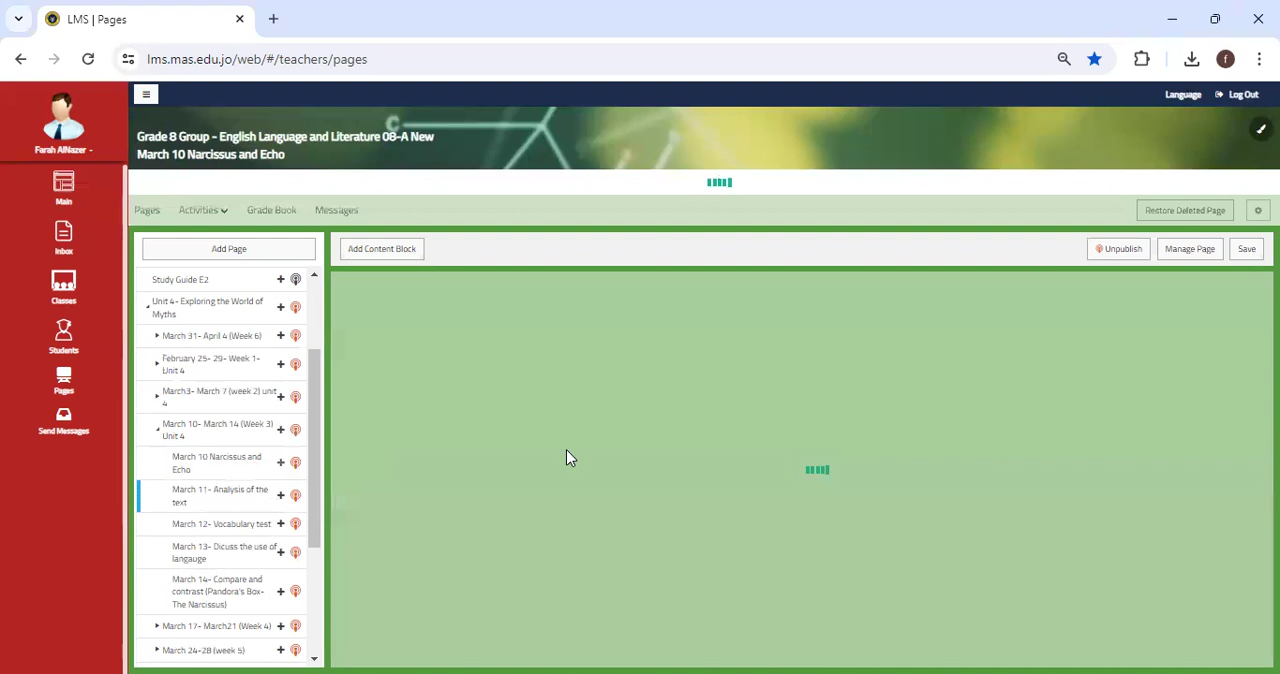 LMS | Pages
lms.mas.edu.jo/web/#/teachers/pages
f
Language
Log Out
Farah AlNazer
Grade 8 Group - English Language and Literature 08-A New
March 10 Narcissus and Echo
Main
Inbox
Classes
Students
Pages
Send Messages
Pages
Activities
Grade Book
Messages
Restore Deleted Page
Add Page
Add Content Block
Unpublish
Manage Page
Save
Study Guide E2
Unit 4- Exploring the World of
Myths
March 31- April 4 (Week 6)
February 25- 29- Week 1-
Unit 4
March3- March 7 (week 2) unit
4
March 10- March 14 (Week 3)
Unit 4
March 10 Narcissus and
Echo
March 11- Analysis of the
text
March 12- Vocabulary test
March 13- Dicuss the use of
langauge
March 14- Compare and
contrast (Pandora's Box-
The Narcissus)
March 17- March21 (Week 4)
March 24-28 (week 5)